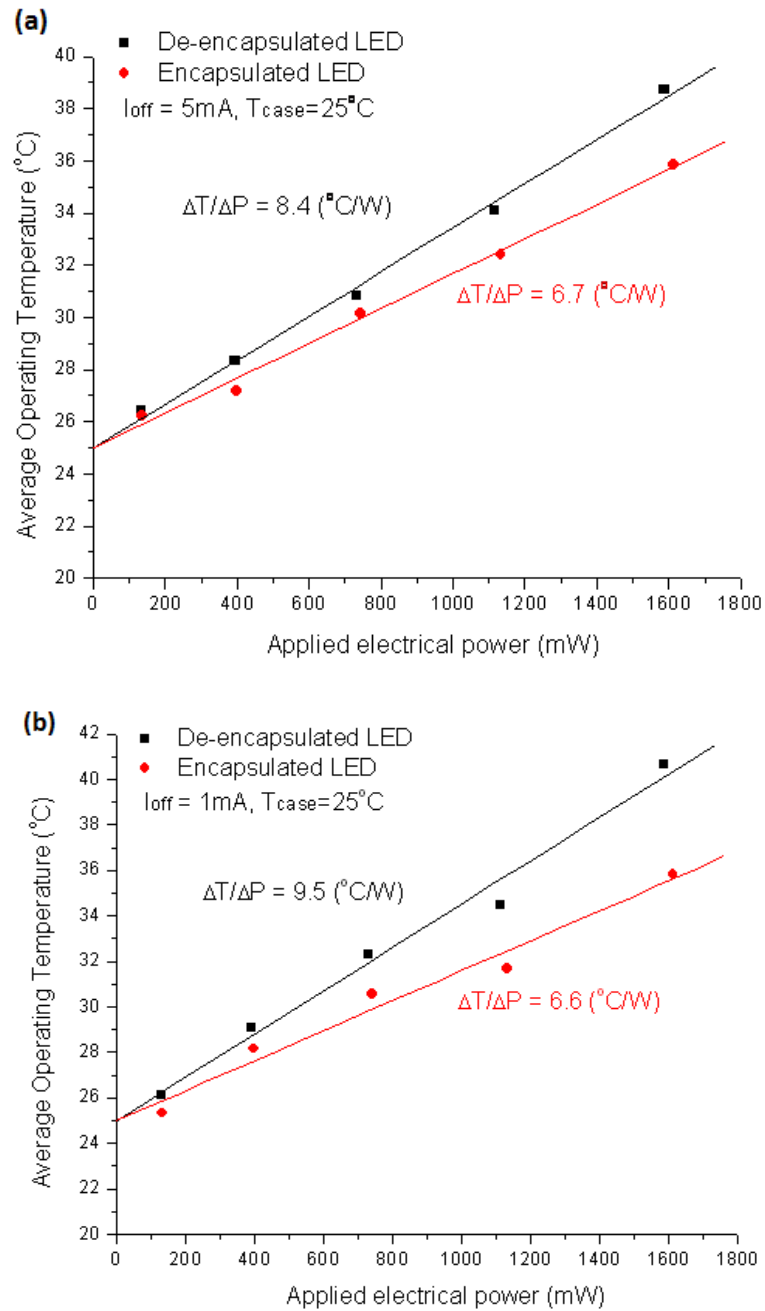 (a)
De-encapsulated LED
Encapsulated LED
Ioff = 5mA, Tcase=25°C
ΔT/ΔP = 8.4 (°C/W)
ΔT/ΔP = 6.7 (°C/W)
Average Operating Temperature (°C)
40
38
36
34
32
30
28
26
24
22
20
0 200 400 600 800 1000 1200 1400 1600 1800
Applied electrical power (mW)
(b)
De-encapsulated LED
Encapsulated LED
Ioff = 1mA, Tcase=25°C
ΔT/ΔP = 9.5 (°C/W)
ΔT/ΔP = 6.6 (°C/W)
Average Operating Temperature (°C)
42
40
38
36
34
32
30
28
26
24
22
20
0 200 400 600 800 1000 1200 1400 1600 1800
Applied electrical power (mW)